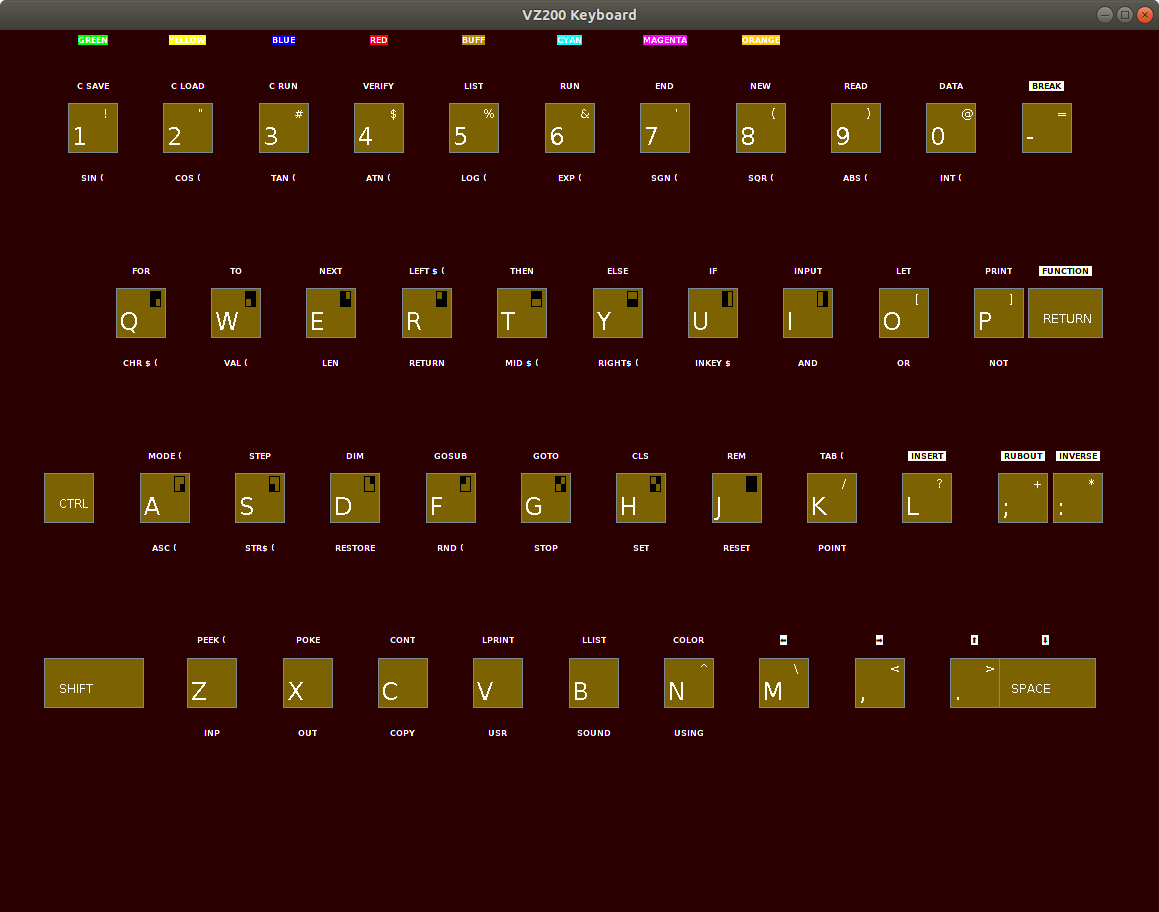 VZ200 Keyboard
GREEN YELLOW BLUE RED BUFF CYAN MAGENTA ORANGE
C SAVE C LOAD C RUN VERIFY LIST RUN END NEW READ DATA BREAK
! " # $ % & ' ( ) @ =
1 2 3 4 5 6 7 8 9 0 -
SIN ( COS ( TAN ( ATN ( LOG ( EXP ( SGN ( SQR ( ABS ( INT (
FOR TO NEXT LEFT $ ( THEN ELSE IF INPUT LET PRINT FUNCTION
[ ]
Q W E R T Y U I O P RETURN
CHR $ ( VAL ( LEN RETURN MID $ ( RIGHT$ ( INKEY $ AND OR NOT
MODE ( STEP DIM GOSUB GOTO CLS REM TAB ( INSERT RUBOUT INVERSE
/ ? + *
CTRL A S D F G H J K L ; :
ASC ( STR$ ( RESTORE RND ( STOP SET RESET POINT
PEEK ( POKE CONT LPRINT LLIST COLOR
^ \ < >
SHIFT Z X C V B N M , . SPACE
INP OUT COPY USR SOUND USING